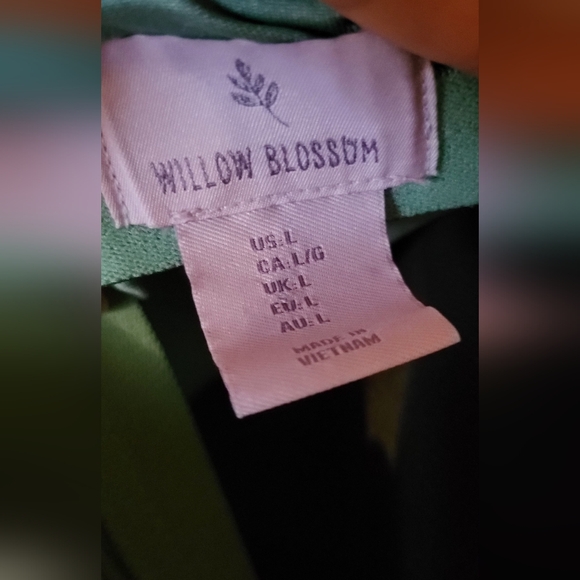 WILLOW BLOSSOM
US: L
CA: L/G
UK: L
EU: L
AU: L
MADE IN
VIETNAM